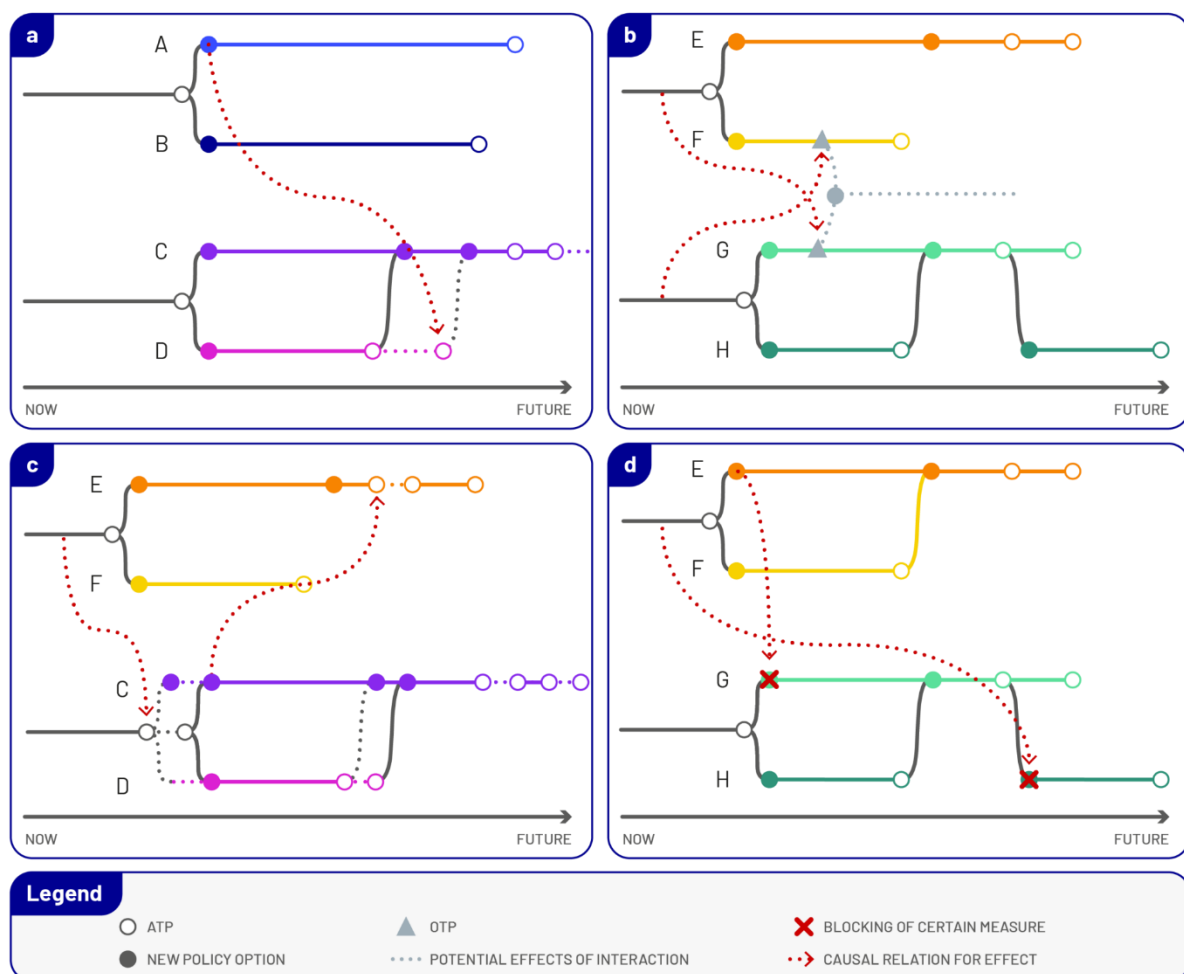 a
A
B
C
D
NOW
FUTURE
b
E
F
G
H
NOW
FUTURE
c
E
F
C
D
NOW
FUTURE
d
E
F
G
H
NOW
FUTURE
Legend
ATP
OTP
BLOCKING OF CERTAIN MEASURE
NEW POLICY OPTION
POTENTIAL EFFECTS OF INTERACTION
CAUSAL RELATION FOR EFFECT